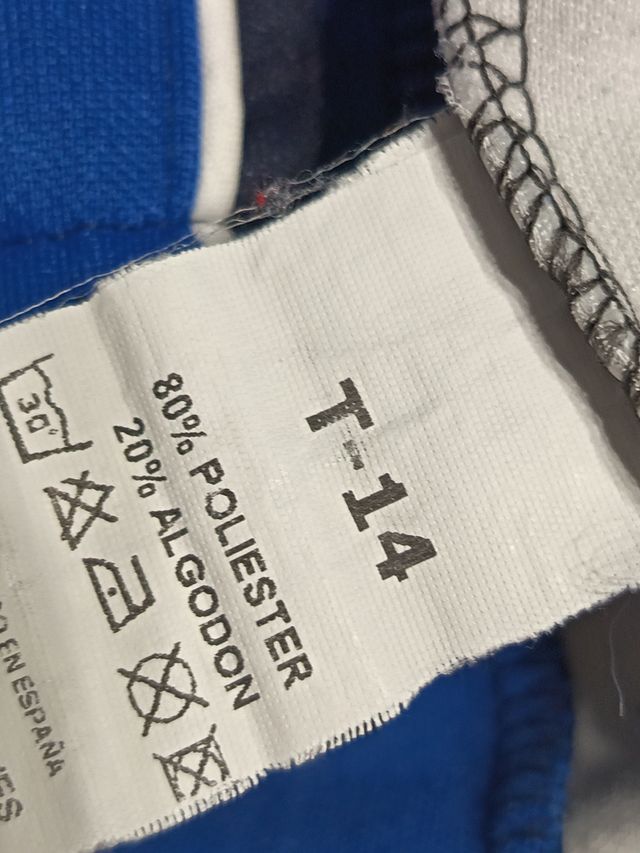 T-14
80% POLIESTER
20% ALGODON
30°
EN ESPAÑA